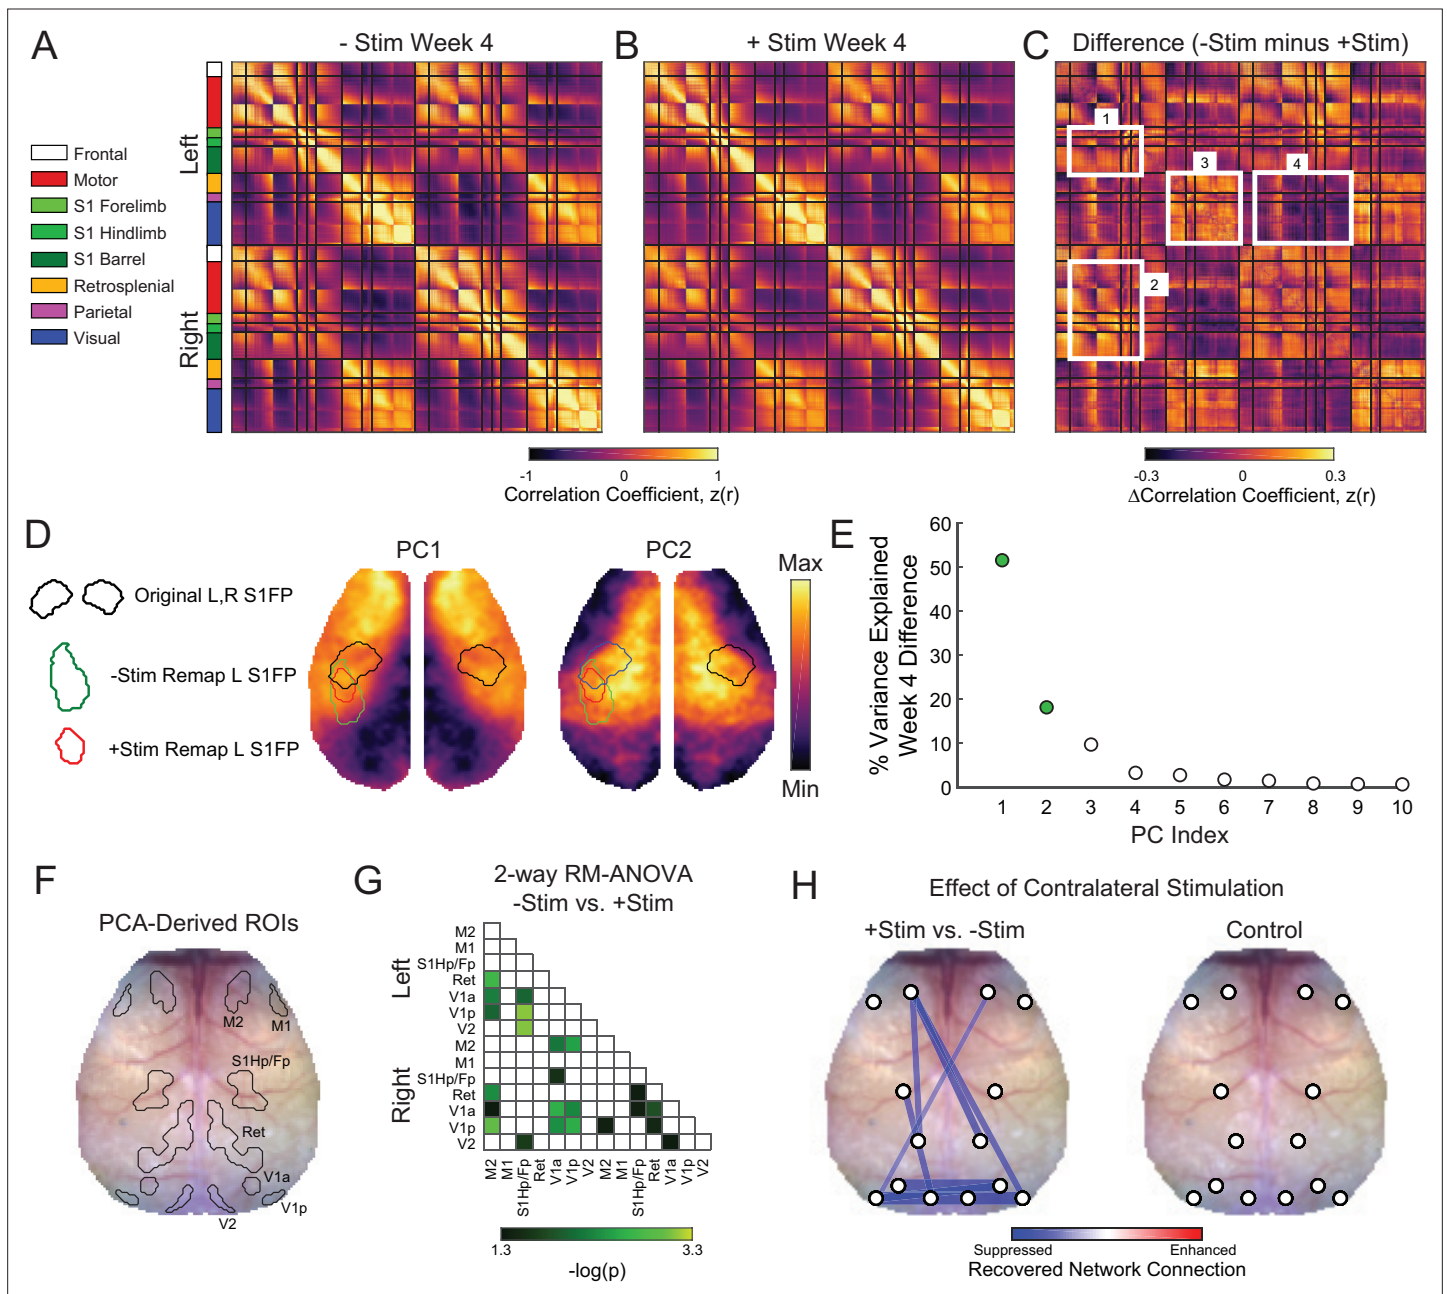 A
- Stim Week 4
B
+ Stim Week 4
C
Difference (-Stim minus +Stim)
Frontal
Motor
S1 Forelimb
S1 Hindlimb
S1 Barrel
Retrosplenial
Parietal
Visual
Left
Right
1
3
4
2
-1
0
1
Correlation Coefficient, z(r)
-0.3
0
0.3
ΔCorrelation Coefficient, z(r)
D
Original L,R S1FP
-Stim Remap L S1FP
+Stim Remap L S1FP
PC1
PC2
Max
Min
E
% Variance Explained
Week 4 Difference
60
50
40
30
20
10
0
1 2 3 4 5 6 7 8 9 10
PC Index
F
PCA-Derived ROIs
M2
M1
S1Hp/Fp
Ret
V1a
V1p
V2
G
2-way RM-ANOVA
-Stim vs. +Stim
Left
M2
M1
S1Hp/Fp
Ret
V1a
V1p
V2
Right
M2
M1
S1Hp/Fp
Ret
V1a
V1p
V2
M2 M1 S1Hp/Fp Ret V1a V1p V2 M2 M1 S1Hp/Fp Ret V1a V1p V2
1.3
3.3
-log(p)
H
Effect of Contralateral Stimulation
+Stim vs. -Stim
Control
Suppressed
Enhanced
Recovered Network Connection